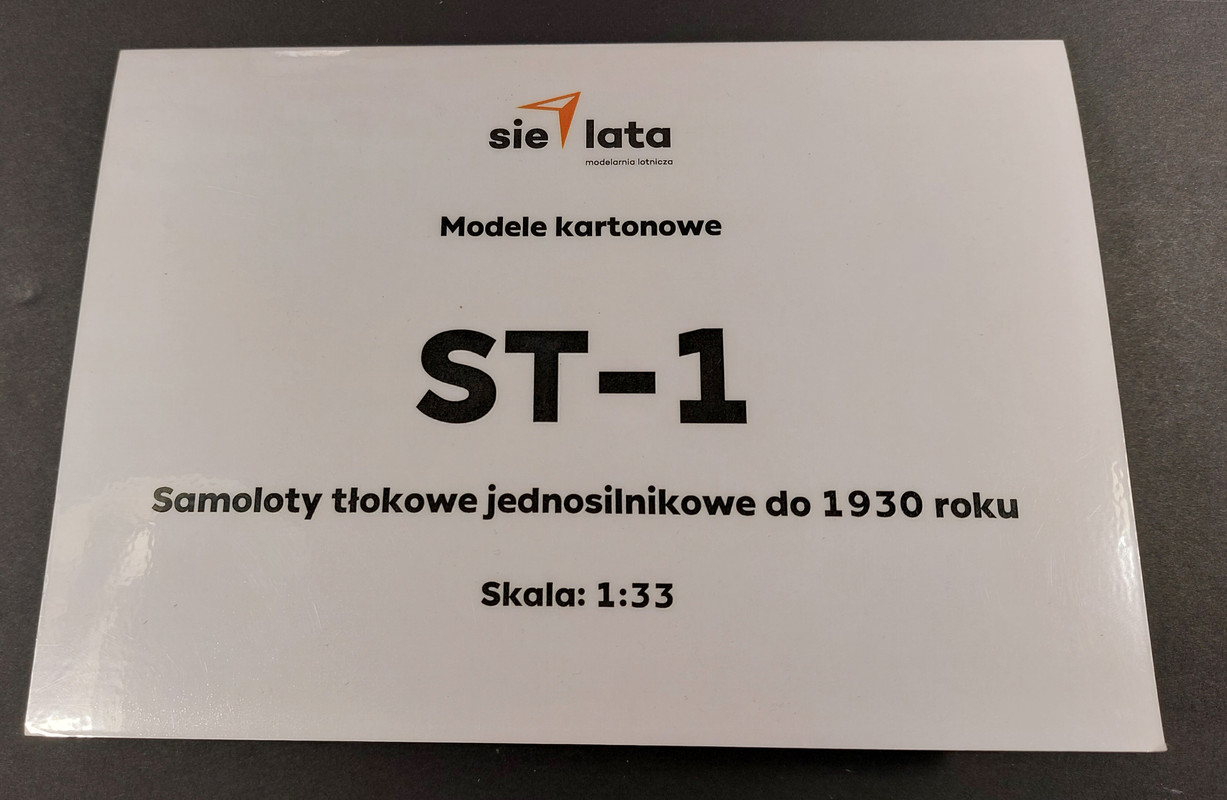 sie lata
modelarnia lotnicza
Modele kartonowe
ST-1
Samoloty tłokowe jednosilnikowe do 1930 roku
Skala: 1:33